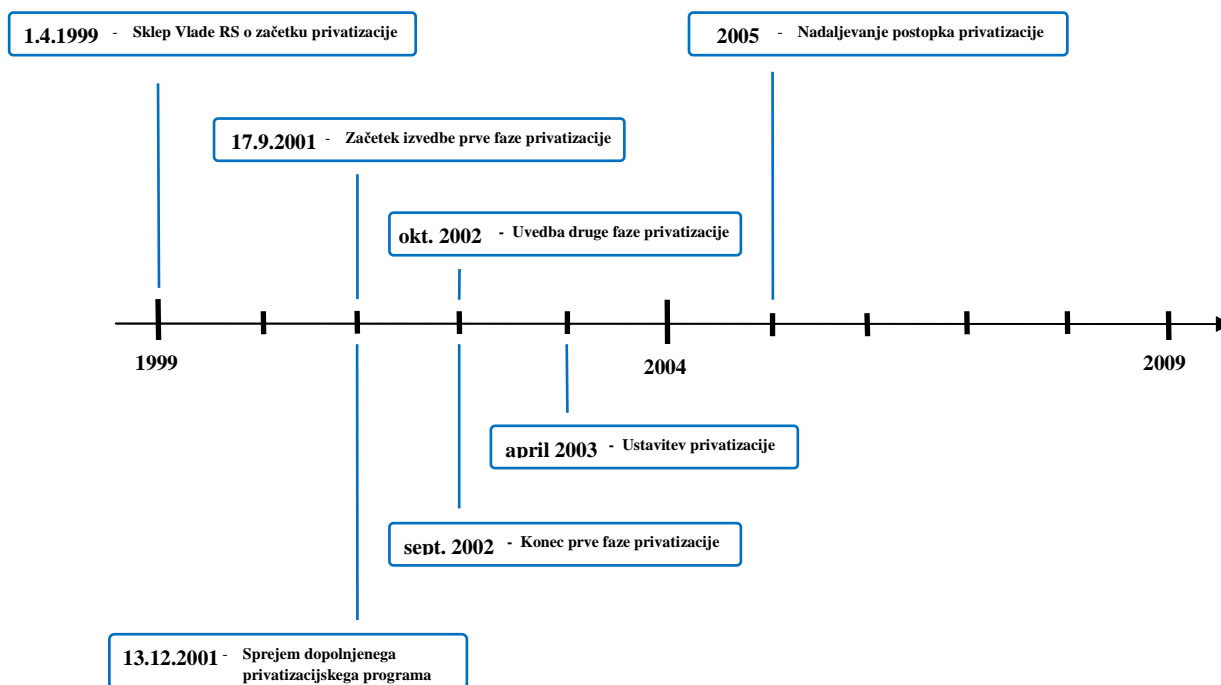 1.4.1999 - Sklep Vlade RS o začetku privatizacije
2005 - Nadaljevanje postopka privatizacije
17.9.2001 - Začetek izvedbe prve faze privatizacije
okt. 2002 - Uvedba druge faze privatizacije
1999
2004
2009
april 2003 - Ustavitev privatizacije
sept. 2002 - Konec prve faze privatizacije
13.12.2001 - Sprejem dopolnjenega
privatizacijskega programa